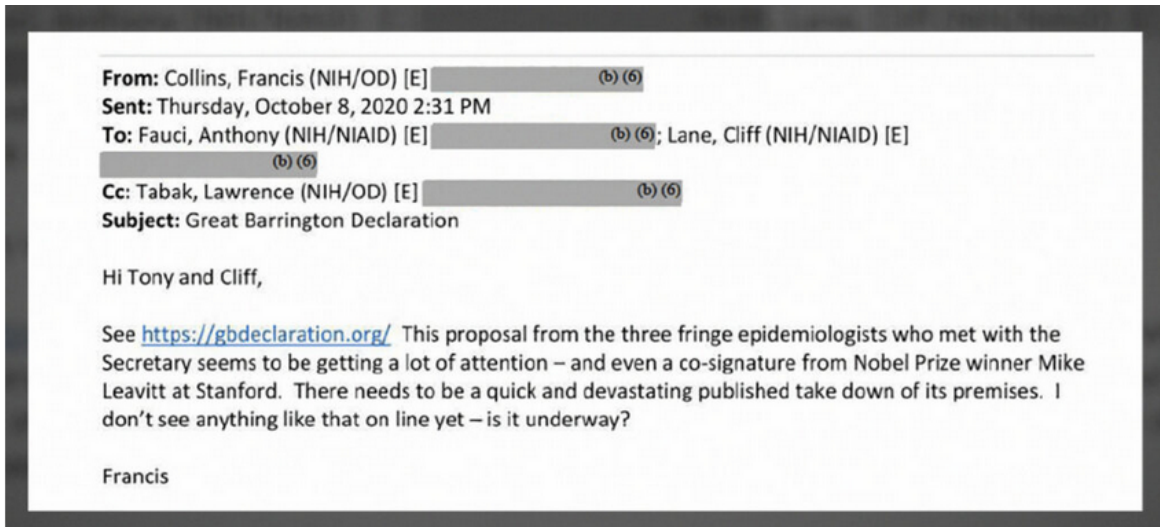 From: Collins, Francis (NIH/OD) [E] (b) (6)
Sent: Thursday, October 8, 2020 2:31 PM
To: Fauci, Anthony (NIH/NIAID) [E] (b) (6); Lane, Cliff (NIH/NIAID) [E]
(b) (6)
Cc: Tabak, Lawrence (NIH/OD) [E] (b) (6)
Subject: Great Barrington Declaration
Hi Tony and Cliff,
See https://gbdeclaration.org/ This proposal from the three fringe epidemiologists who met with the
Secretary seems to be getting a lot of attention – and even a co-signature from Nobel Prize winner Mike
Leavitt at Stanford. There needs to be a quick and devastating published take down of its premises. I
don't see anything like that on line yet – is it underway?
Francis